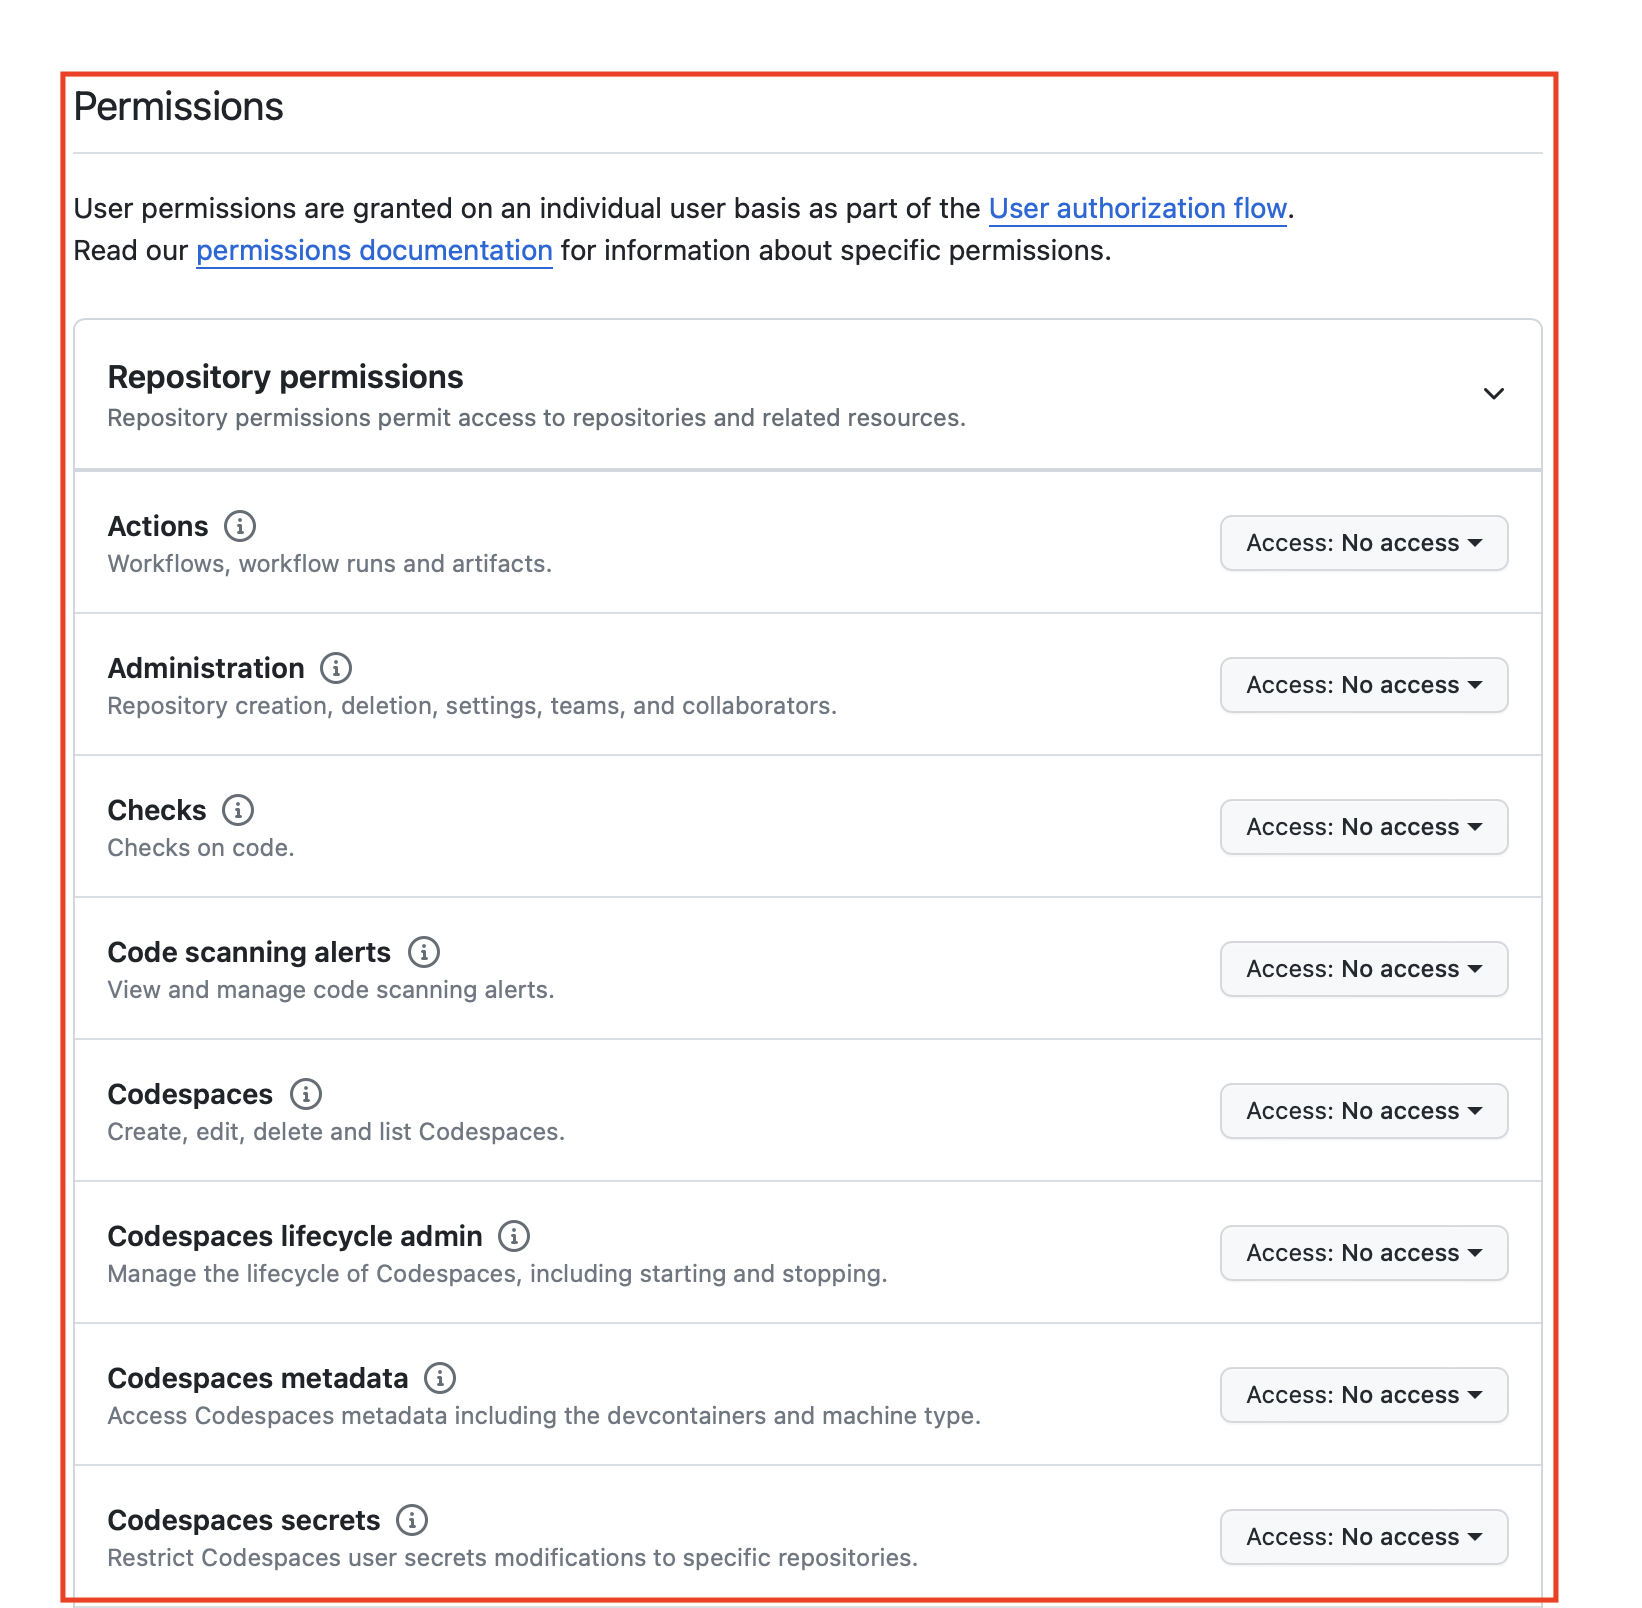 Permissions
User permissions are granted on an individual user basis as part of the User authorization flow.
Read our permissions documentation for information about specific permissions.
Repository permissions
Repository permissions permit access to repositories and related resources.
Actions
Access: No access
Workflows, workflow runs and artifacts.
Administration
Access: No access
Repository creation, deletion, settings, teams, and collaborators.
Checks
Access: No access
Checks on code.
Code scanning alerts
Access: No access
View and manage code scanning alerts.
Codespaces
Access: No access
Create, edit, delete and list Codespaces.
Codespaces lifecycle admin
Access: No access
Manage the lifecycle of Codespaces, including starting and stopping.
Codespaces metadata
Access: No access
Access Codespaces metadata including the devcontainers and machine type.
Codespaces secrets
Access: No access
Restrict Codespaces user secrets modifications to specific repositories.